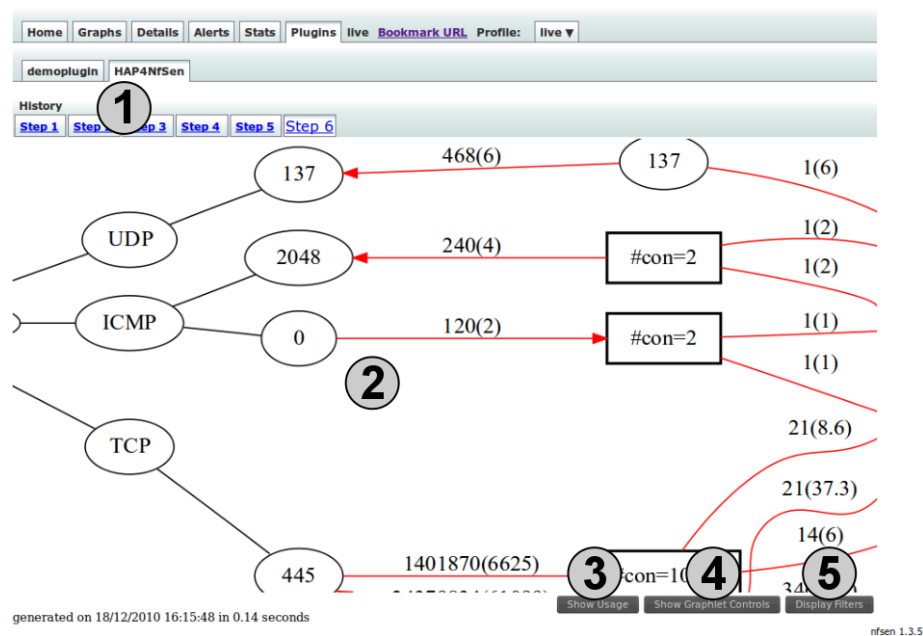 Home Graphs Details Alerts Stats Plugins live Bookmark URL Profile: live ▼
demoplugin HAP4NfSen
1
History
Step 1 Step 3 Step 4 Step 5 Step 6
137 468(6) 137 1(6)
UDP 1(2)
2048 240(4) #con=2
1(2)
ICMP 120(2) 1(1)
0 #con=2
1(1)
2
TCP 21(8.6)
21(37.3)
14(6)
1401870(6625)
445 3 #con=10 4 5
Show Usage Show Graphlet Controls Display Filters
generated on 18/12/2010 16:15:48 in 0.14 seconds
nfsen 1.3.5